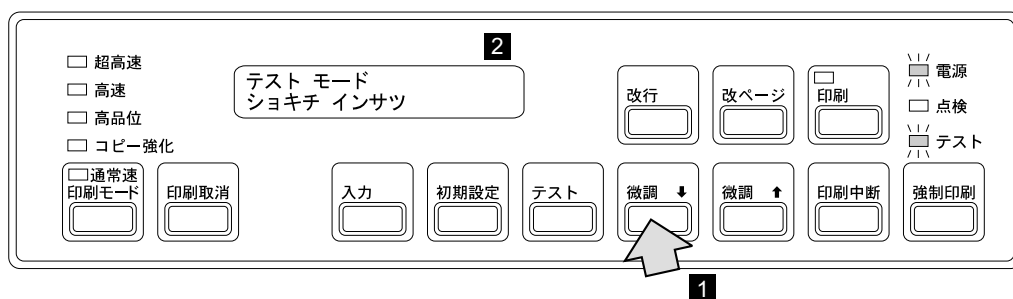 2
超高速
高速
高品位
コピー強化
テスト モード
ショキチ インサツ
改行
改ページ
印刷
電源
点検
テスト
通常速
印刷モード
印刷取消
入力
初期設定
テスト
微調 ⬇
微調 ⬆
印刷中断
強制印刷
1